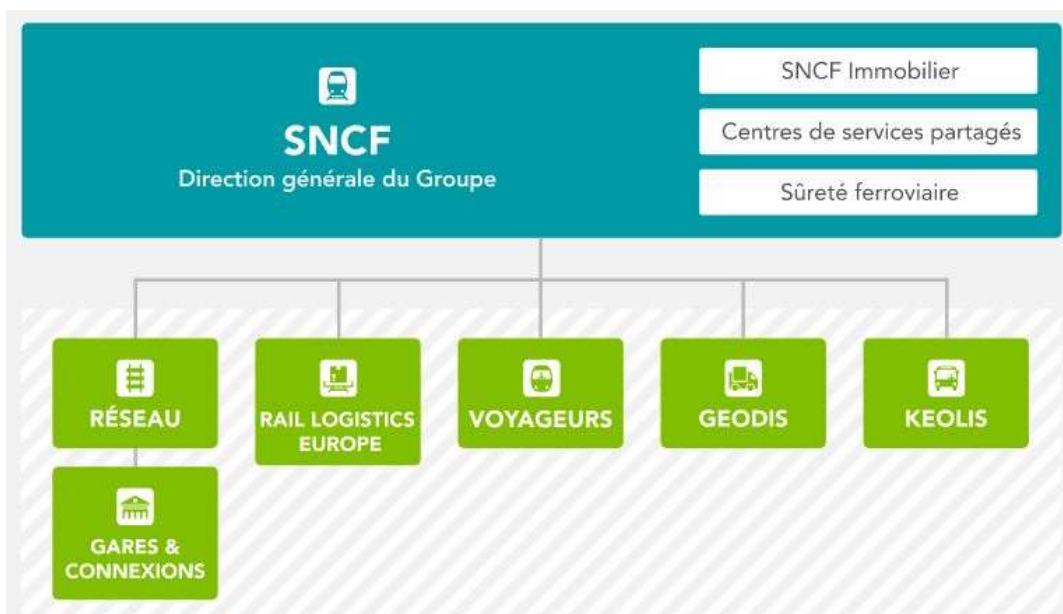 SNCF
Direction générale du Groupe
SNCF Immobilier
Centres de services partagés
Sûreté ferroviaire
RÉSEAU
RAIL LOGISTICS
EUROPE
VOYAGEURS
GEODIS
KEOLIS
GARES &
CONNEXIONS